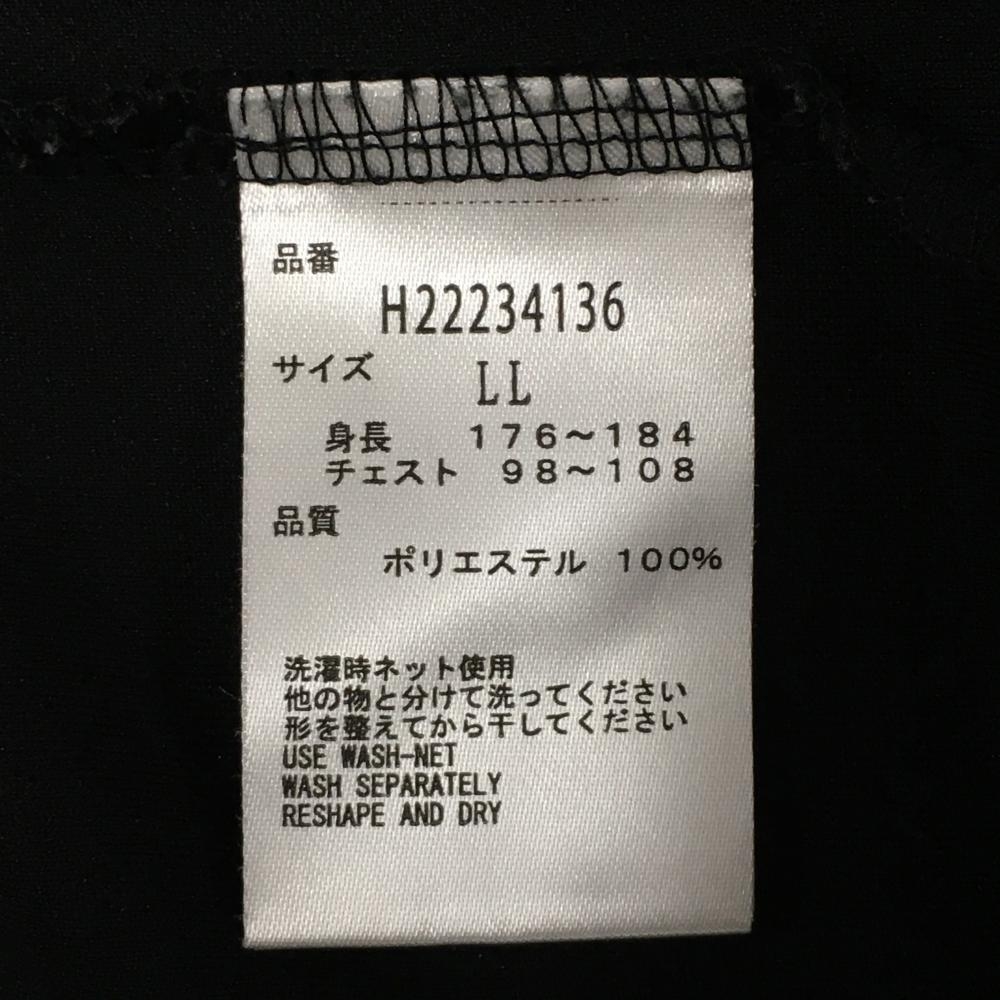 品番
H22234136
サイズ LL
身長 176～184
チェスト 98～108
品質
ポリエステル 100%
洗濯時ネット使用
他の物と分けて洗ってください
形を整えてから干してください
USE WASH-NET
WASH SEPARATELY
RESHAPE AND DRY